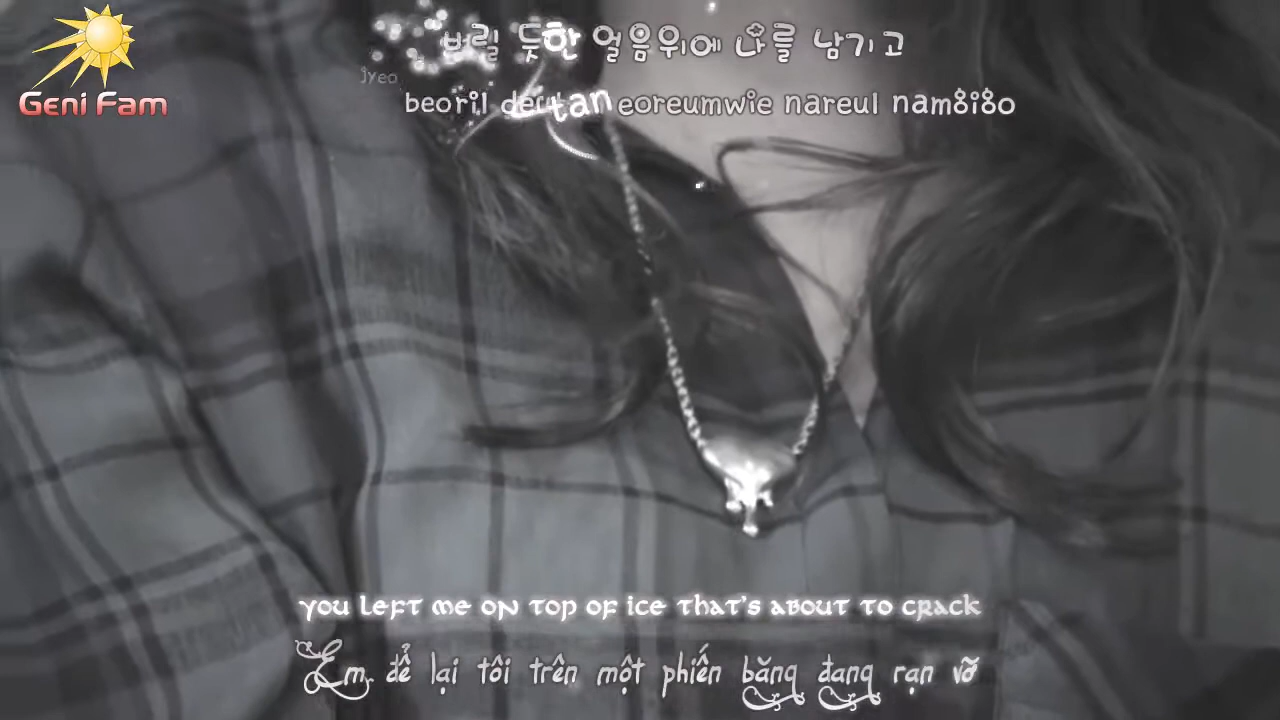 Geni Fam
버릴 듯한 얼음위에 나를 남기고
jyeo
beoril deuttan eoreumwie nareul namgigo
you left me on top of ice that's about to crack
Em để lại tôi trên một phiến băng đang rạn vỡ